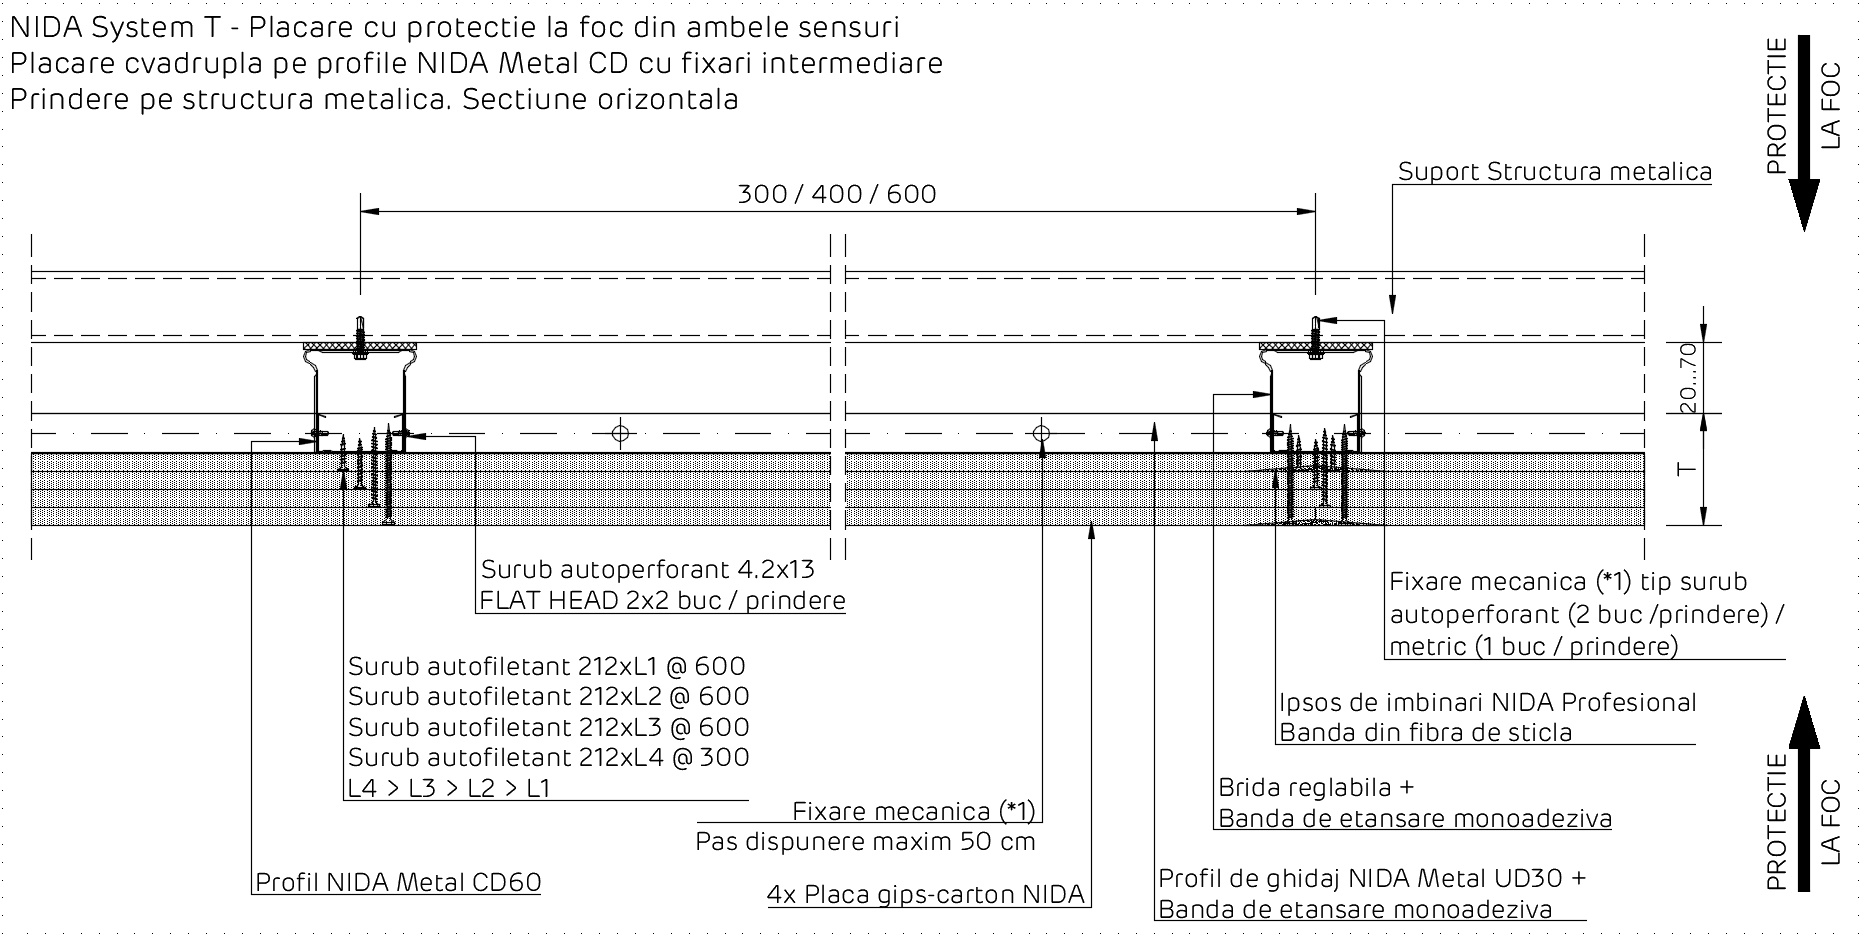 NIDA System T - Placare cu protectie la foc din ambele sensuri
Placare cvadrupla pe profile NIDA Metal CD cu fixari intermediare
Prindere pe structura metalica. Sectiune orizontala
PROTECTIE
LA FOC
Suport Structura metalica
300 / 400 / 600
20...70
T
Surub autoperforant 4.2x13
FLAT HEAD 2x2 buc / prindere
Fixare mecanica (*1) tip surub
autoperforant (2 buc /prindere) /
metric (1 buc / prindere)
Surub autofiletant 212xL1 @ 600
Surub autofiletant 212xL2 @ 600
Surub autofiletant 212xL3 @ 600
Surub autofiletant 212xL4 @ 300
L4 > L3 > L2 > L1
Ipsos de imbinari NIDA Profesional
Banda din fibra de sticla
Brida reglabila +
Banda de etansare monoadeziva
Fixare mecanica (*1)
Pas dispunere maxim 50 cm
Profil NIDA Metal CD60
4x Placa gips-carton NIDA
Profil de ghidaj NIDA Metal UD30 +
Banda de etansare monoadeziva
PROTECTIE
LA FOC